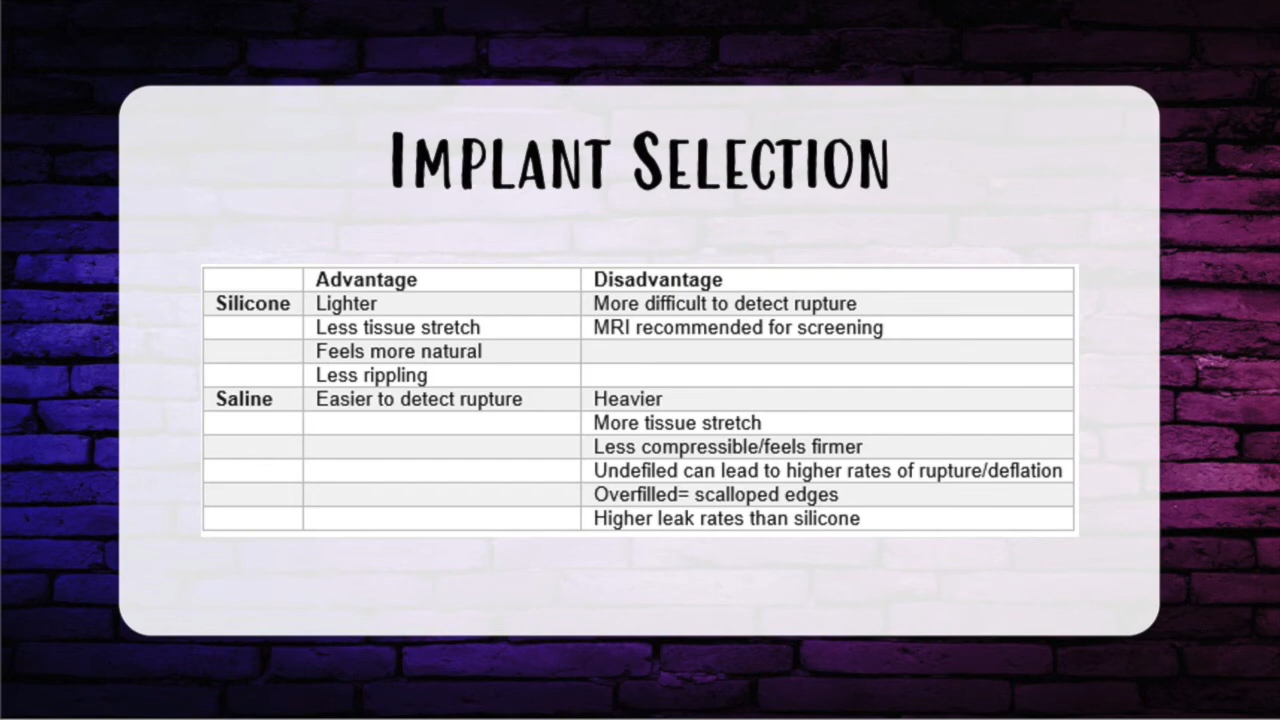 IMPLANT SELECTION
Advantage Disadvantage
Silicone Lighter More difficult to detect rupture
Less tissue stretch MRI recommended for screening
Feels more natural
Less rippling
Saline Easier to detect rupture Heavier
More tissue stretch
Less compressible/feels firmer
Undefiled can lead to higher rates of rupture/deflation
Overfilled= scalloped edges
Higher leak rates than silicone